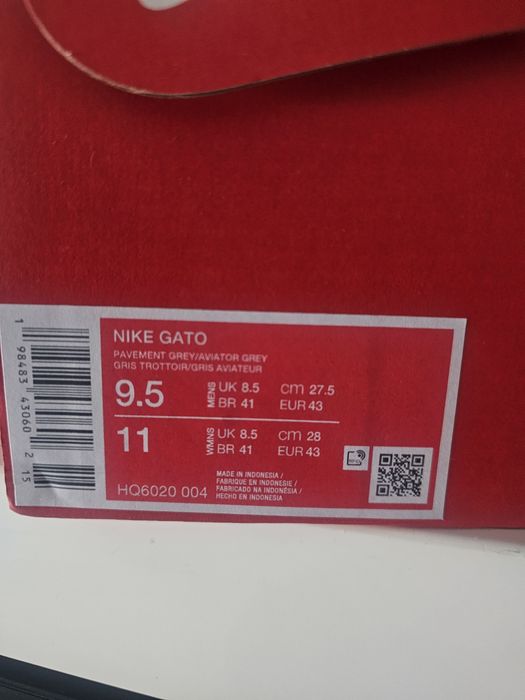 NIKE GATO
PAVEMENT GREY/AVIATOR GREY
GRIS TROTTOIR/GRIS AVIATEUR
9.5 MENS UK 8.5 cm 27.5
BR 41 EUR 43
11 WMNS UK 8.5 cm 28
BR 41 EUR 43
HQ6020 004
MADE IN INDONESIA /
FABRIQUE EN INDONESIE /
FABRICADO NA INDONÉSIA /
HECHO EN INDONESIA
1 98483 43060 2 15